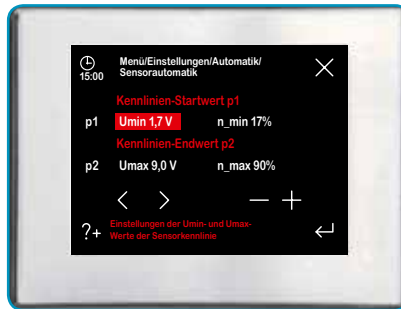 Menü/Einstellungen/Automatik/
15:00 Sensorautomatik
Kennlinien-Startwert p1
p1 Umin 1,7 V n_min 17%
Kennlinien-Endwert p2
p2 Umax 9,0 V n_max 90%
?+ Einstellungen der Umin- und Umax-
Werte der Sensorkennlinie